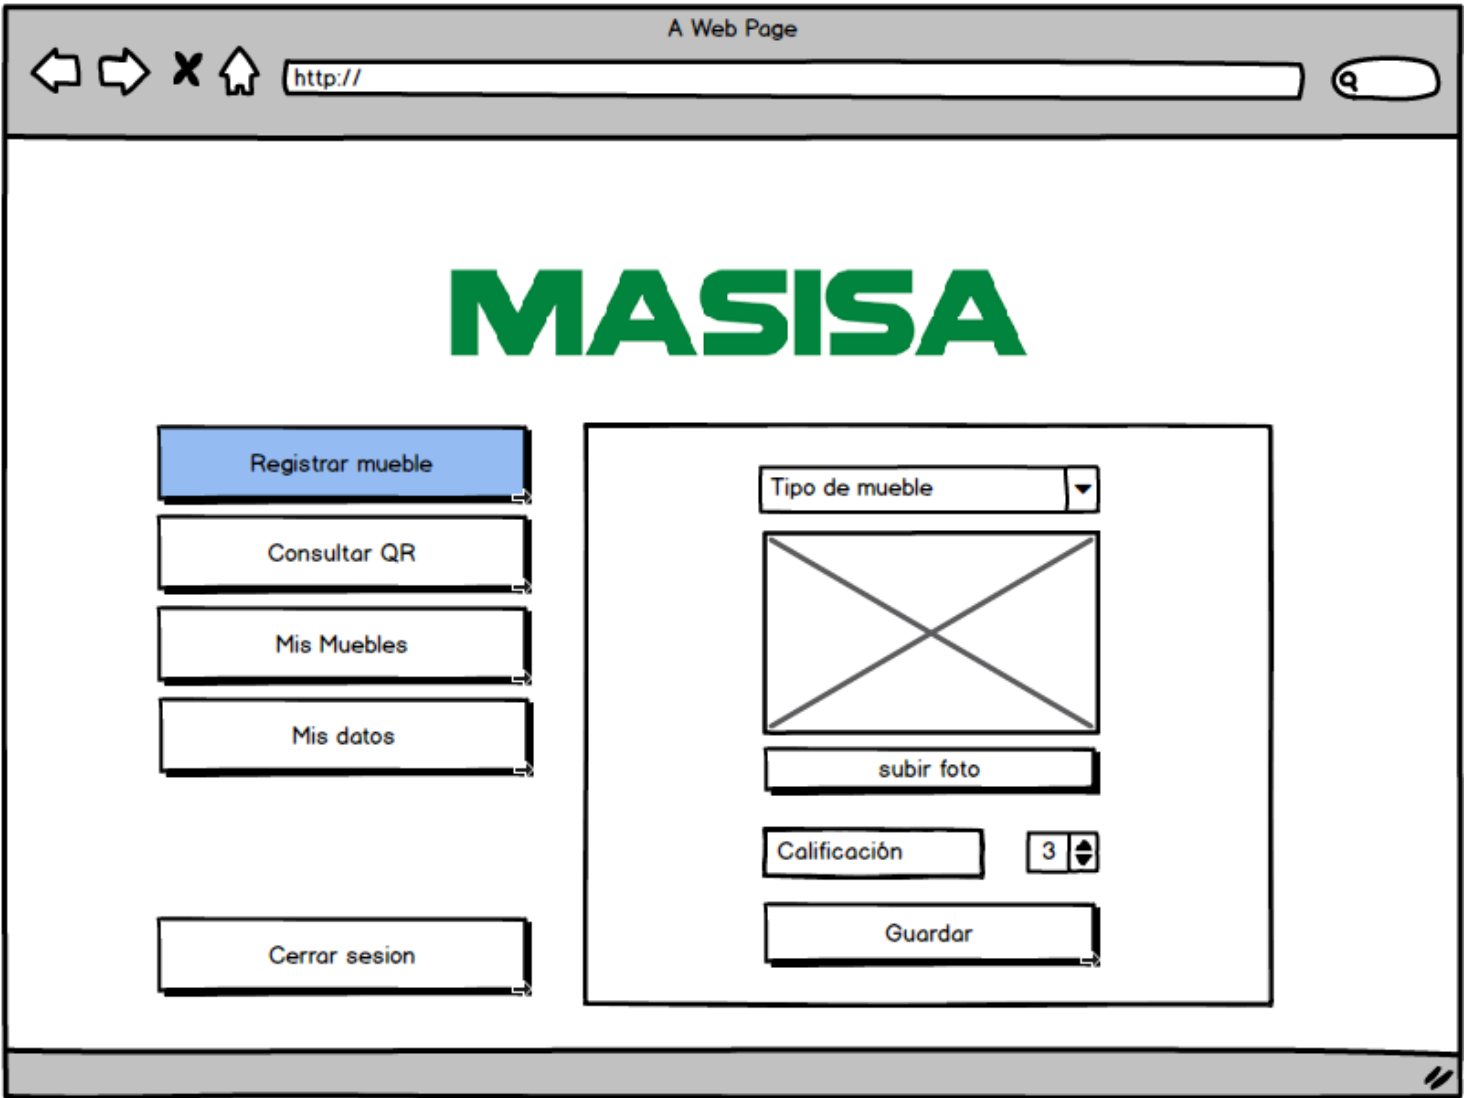 A Web Page
http://
MASISA
Registrar mueble
Consultar QR
Mis Muebles
Mis datos
Cerrar sesion
Tipo de mueble
subir foto
Calificación
3
Guardar